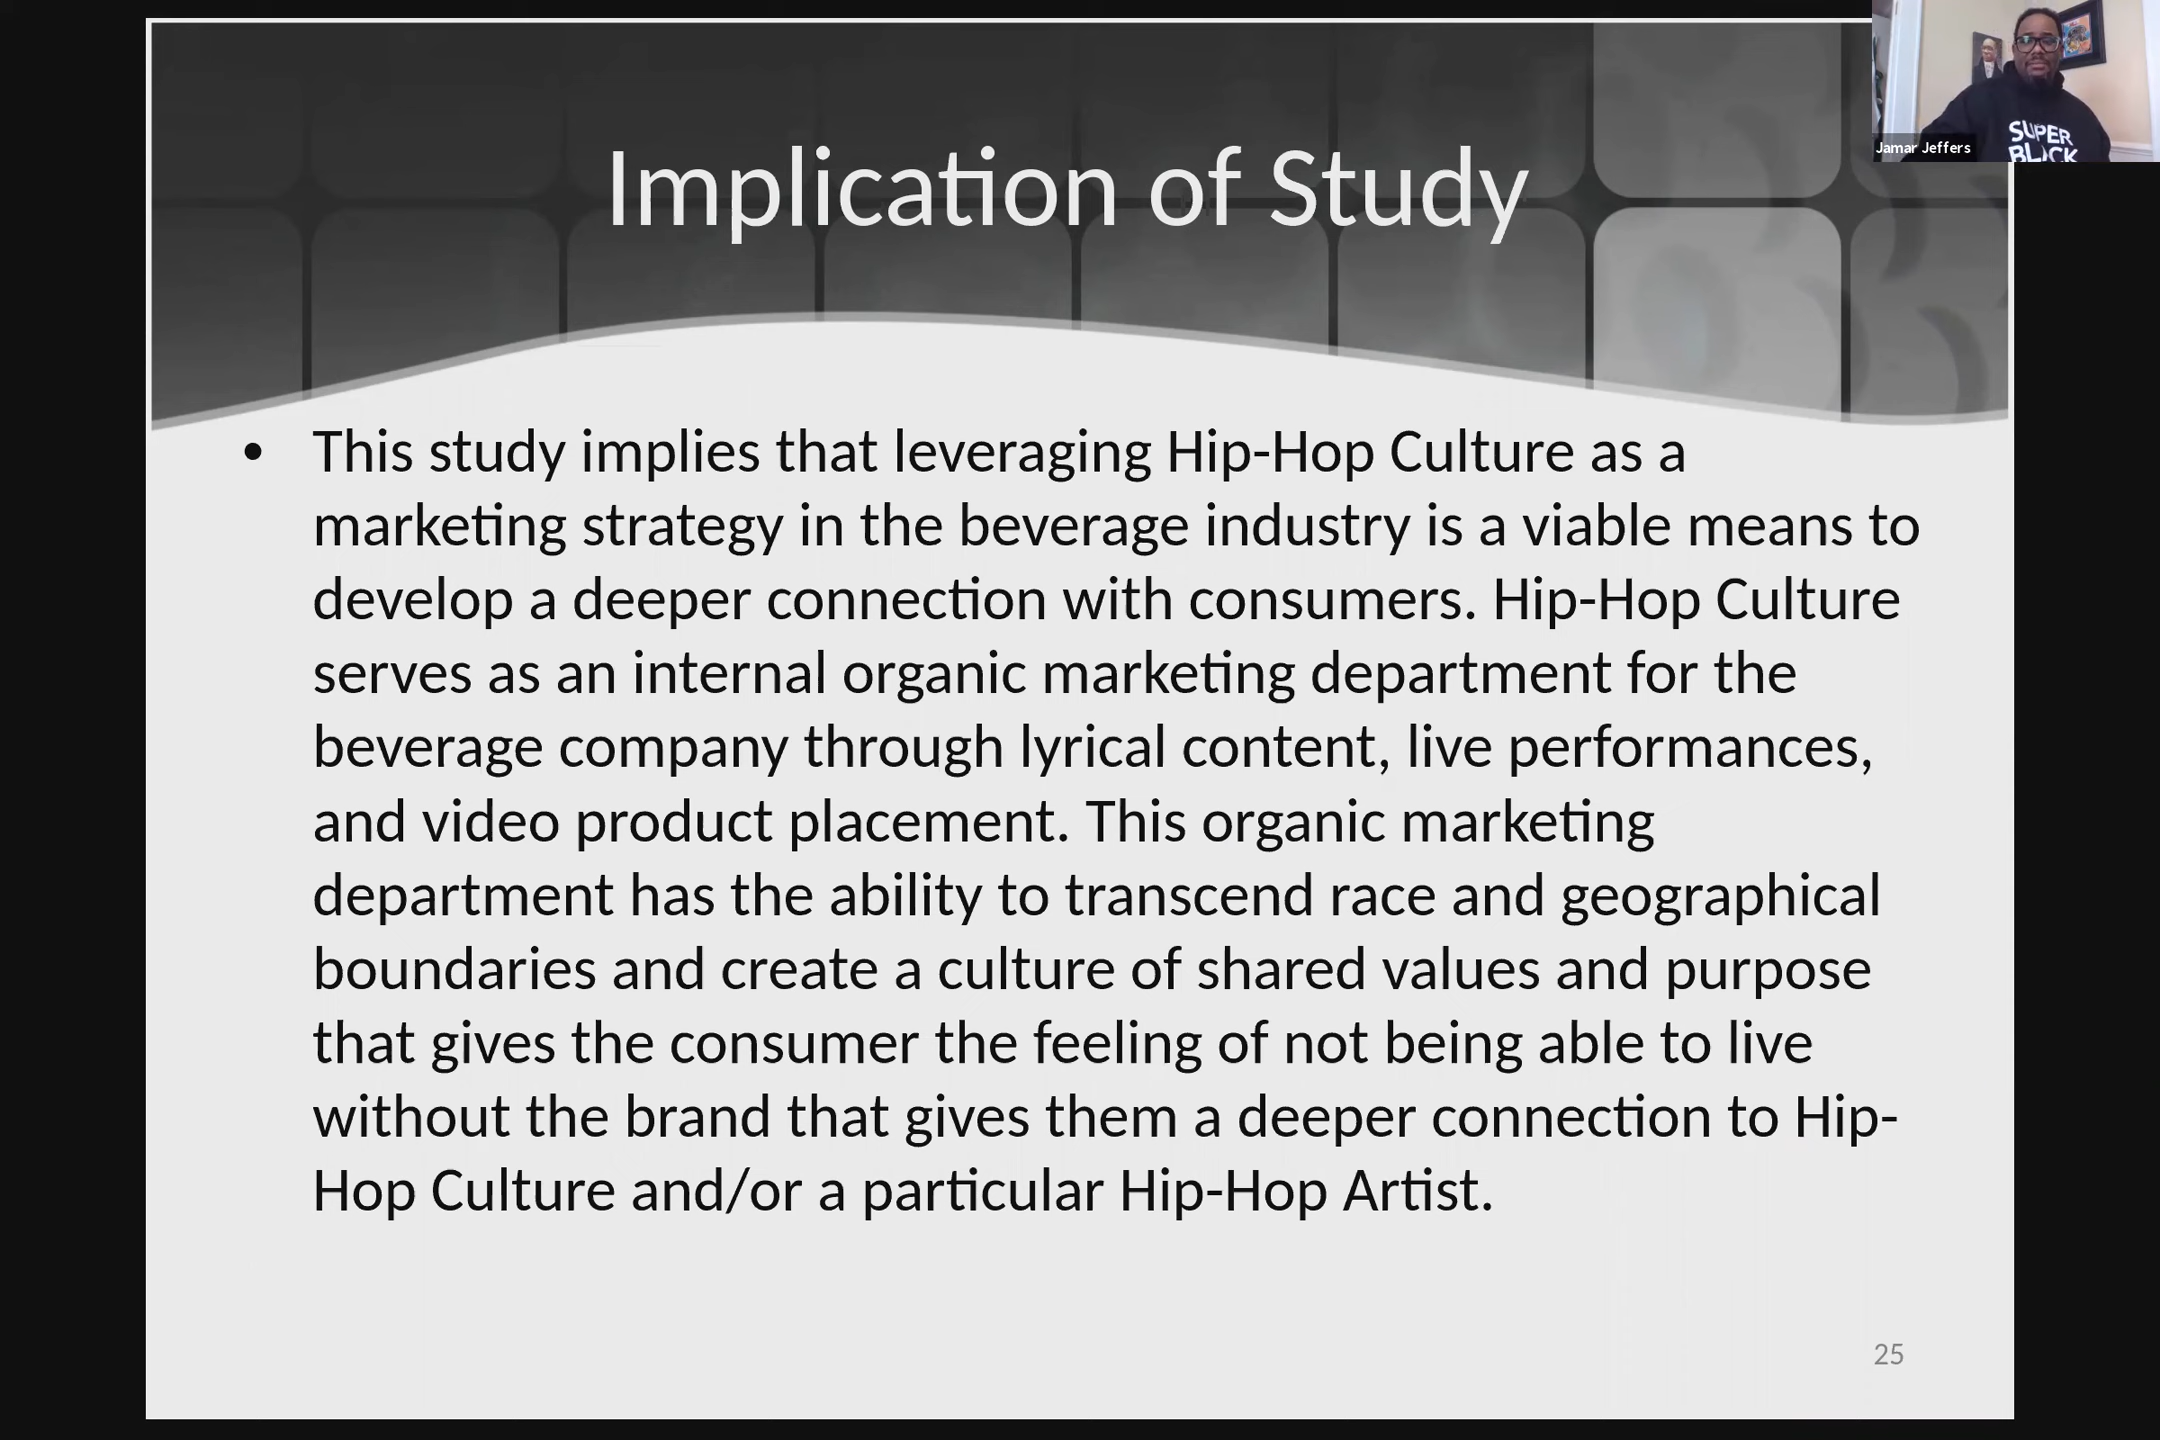 Implication of Study
• This study implies that leveraging Hip-Hop Culture as a
marketing strategy in the beverage industry is a viable means to
develop a deeper connection with consumers. Hip-Hop Culture
serves as an internal organic marketing department for the
beverage company through lyrical content, live performances,
and video product placement. This organic marketing
department has the ability to transcend race and geographical
boundaries and create a culture of shared values and purpose
that gives the consumer the feeling of not being able to live
without the brand that gives them a deeper connection to Hip-
Hop Culture and/or a particular Hip-Hop Artist.
25
SUPER
BLACK
Jamar Jeffers